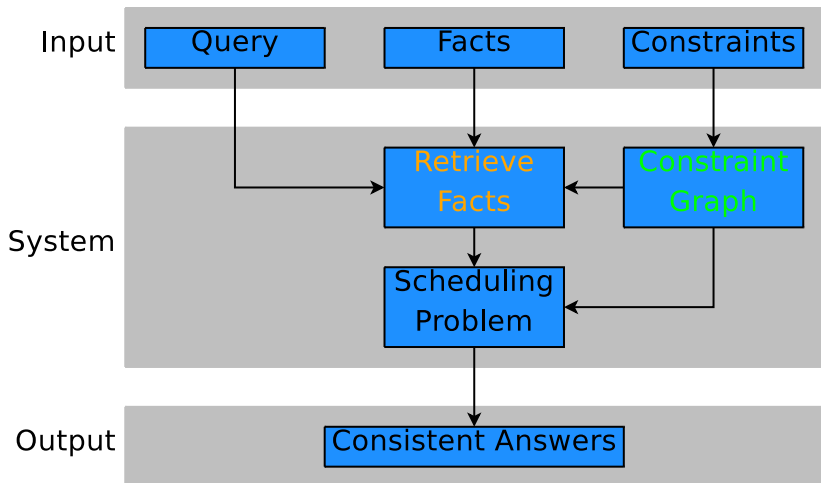 Input
Query
Facts
Constraints
System
Retrieve
Facts
Constraint
Graph
Scheduling
Problem
Output
Consistent Answers